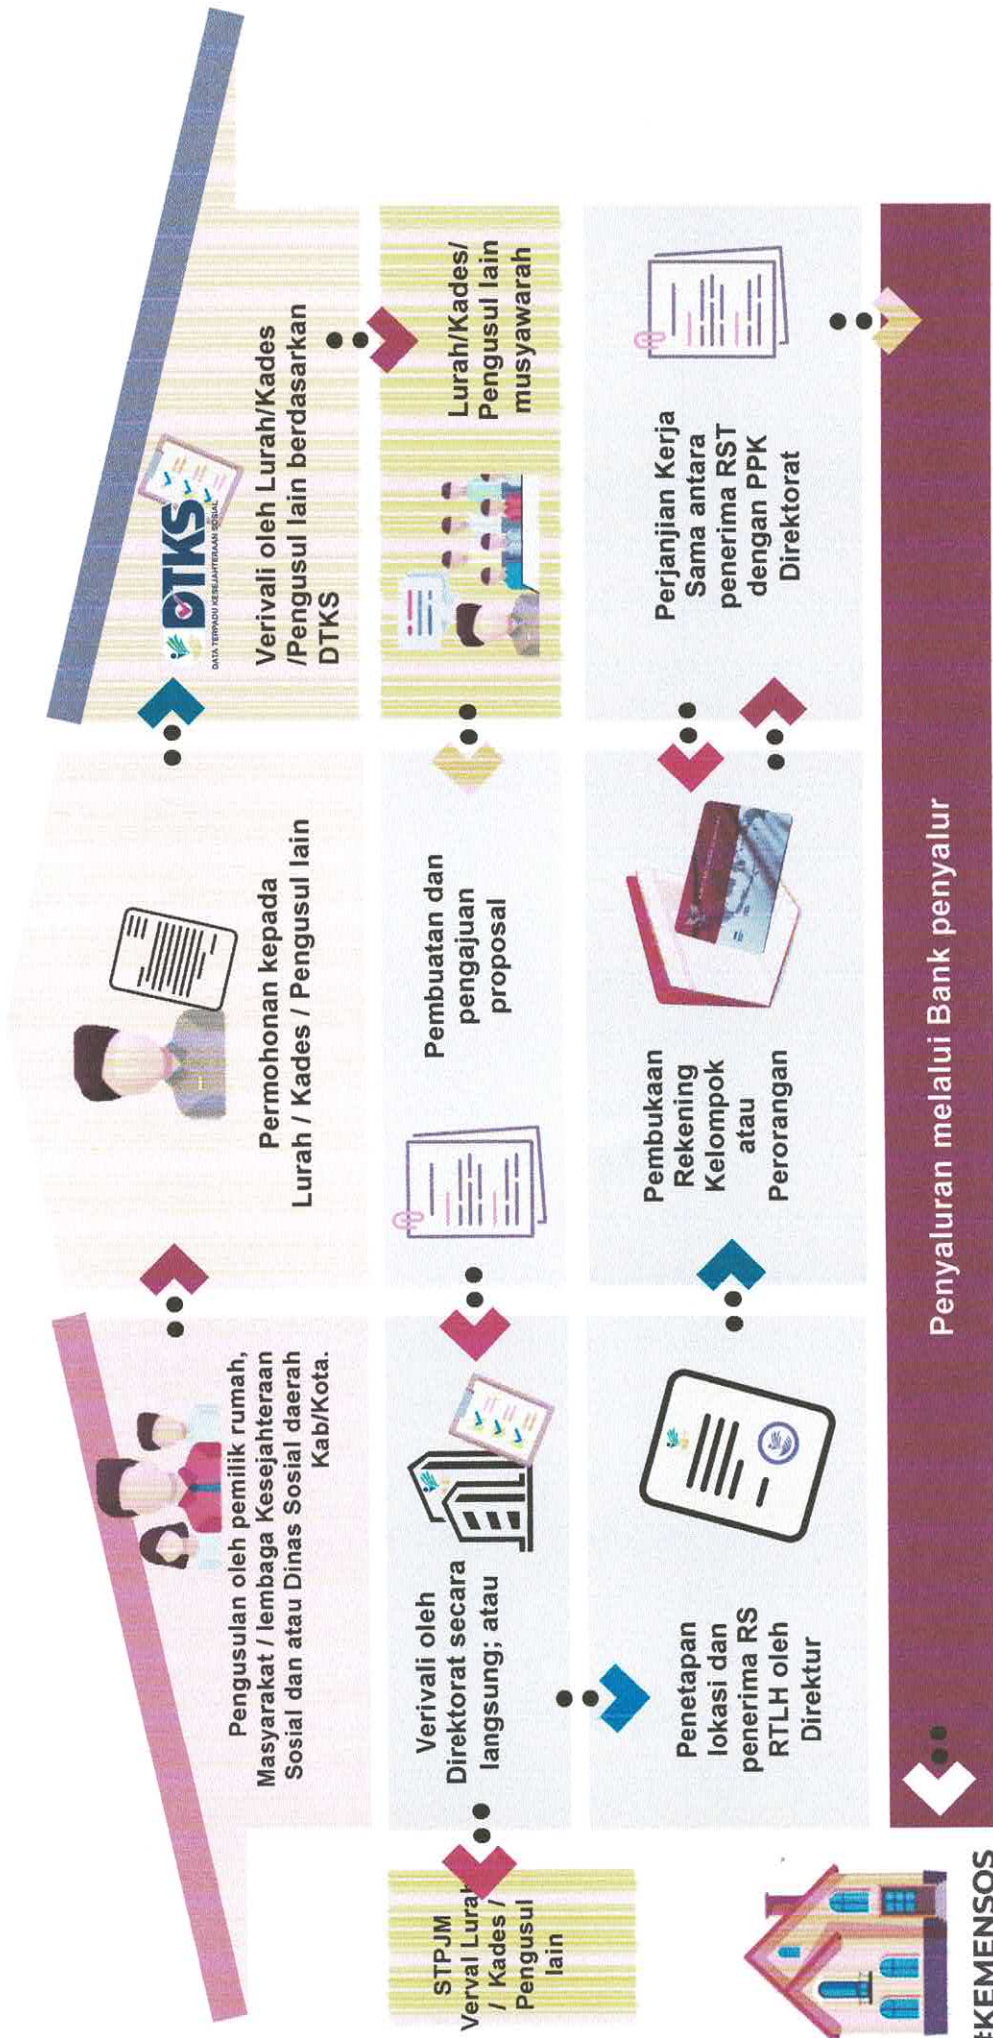 Pengusulan oleh pemilik rumah,
Masyarakat / lembaga Kesejahteraan
Sosial dan atau Dinas Sosial daerah
Kab/Kota.
Permohonan kepada
Lurah / Kades / Pengusul lain
DTKS
DATA TERPADU KESEJAHTERAAN SOSIAL
Verivali oleh Lurah/Kades
/Pengusul lain berdasarkan
DTKS
Lurah/Kades/
Pengusul lain
musyawarah
Pembuatan dan
pengajuan
proposal
Verivali oleh
Direktorat secara
langsung; atau
STPJM
Verval Lurah
/ Kades /
Pengusul
lain
Penetapan
lokasi dan
penerima RS
RTLH oleh
Direktur
Pembukaan
Rekening
Kelompok
atau
Perorangan
Perjanjian Kerja
Sama antara
penerima RST
dengan PPK
Direktorat
Penyaluran melalui Bank penyalur
#KEMENSOS